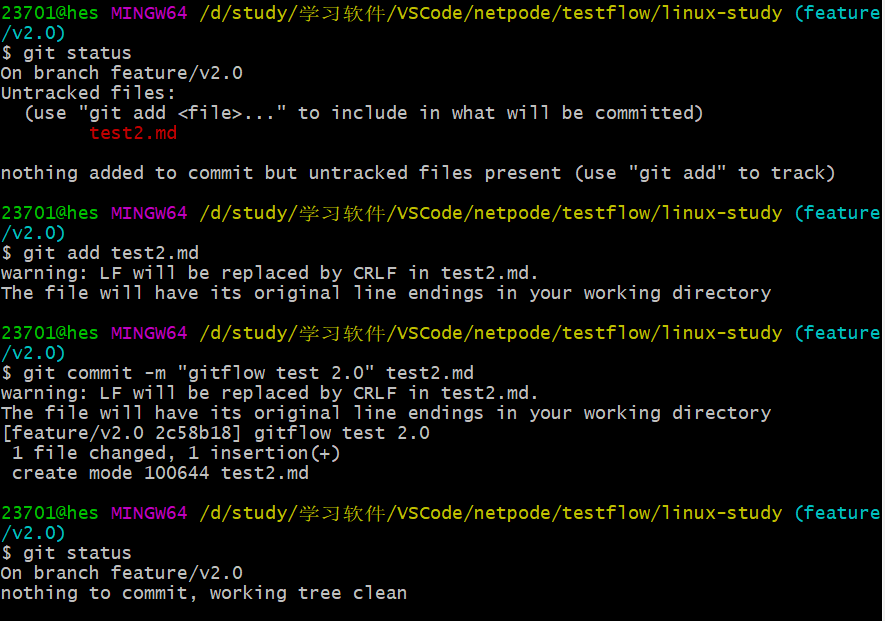 23701@hes MINGW64 /d/study/学习软件/VSCode/netpode/testflow/linux-study (feature
/v2.0)
$ git status
On branch feature/v2.0
Untracked files:
  (use "git add <file>..." to include in what will be committed)
        test2.md

nothing added to commit but untracked files present (use "git add" to track)

23701@hes MINGW64 /d/study/学习软件/VSCode/netpode/testflow/linux-study (feature
/v2.0)
$ git add test2.md
warning: LF will be replaced by CRLF in test2.md.
The file will have its original line endings in your working directory

23701@hes MINGW64 /d/study/学习软件/VSCode/netpode/testflow/linux-study (feature
/v2.0)
$ git commit -m "gitflow test 2.0" test2.md
warning: LF will be replaced by CRLF in test2.md.
The file will have its original line endings in your working directory
[feature/v2.0 2c58b18] gitflow test 2.0
 1 file changed, 1 insertion(+)
 create mode 100644 test2.md

23701@hes MINGW64 /d/study/学习软件/VSCode/netpode/testflow/linux-study (feature
/v2.0)
$ git status
On branch feature/v2.0
nothing to commit, working tree clean